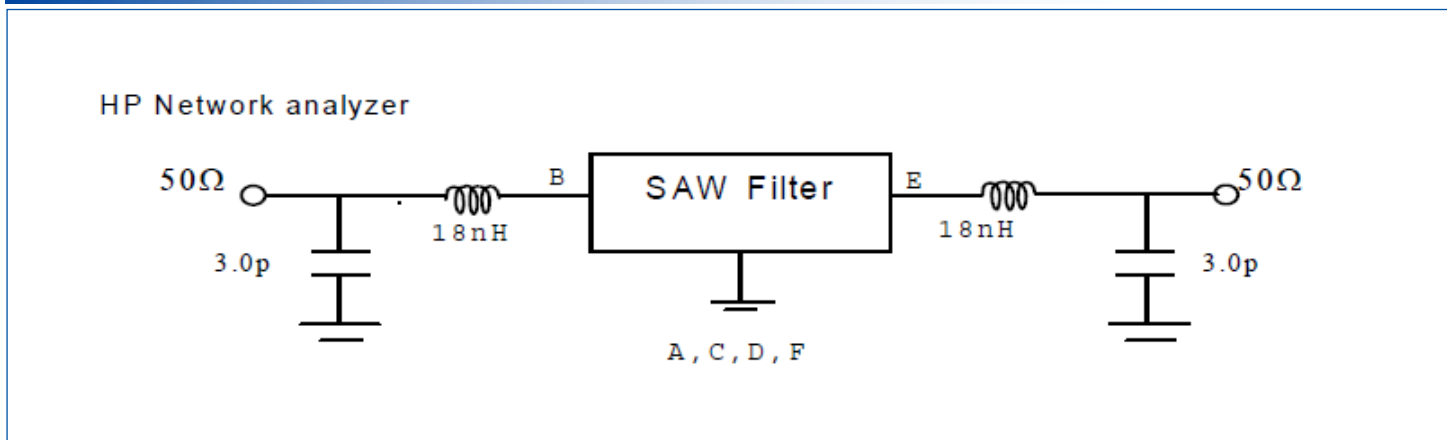 HP Network analyzer
50Ω
B
SAW Filter
E
50Ω
18nH
18nH
3.0p
3.0p
A,C,D,F